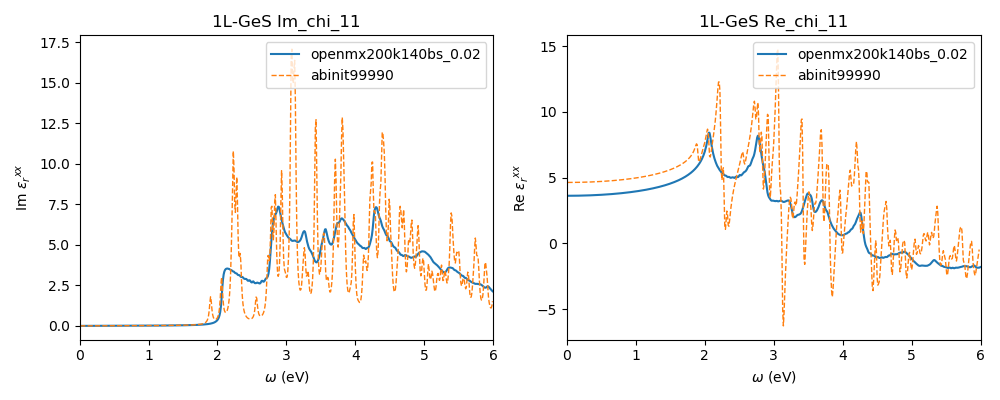 1L-GeS Im_chi_11
openmx200k140bs_0.02
abinit99990
17.5
15.0
12.5
10.0
7.5
5.0
2.5
0.0
Im εᵣˣˣ
0 1 2 3 4 5 6
ω (eV)
1L-GeS Re_chi_11
openmx200k140bs_0.02
abinit99990
15
10
5
0
−5
Re εᵣˣˣ
0 1 2 3 4 5 6
ω (eV)